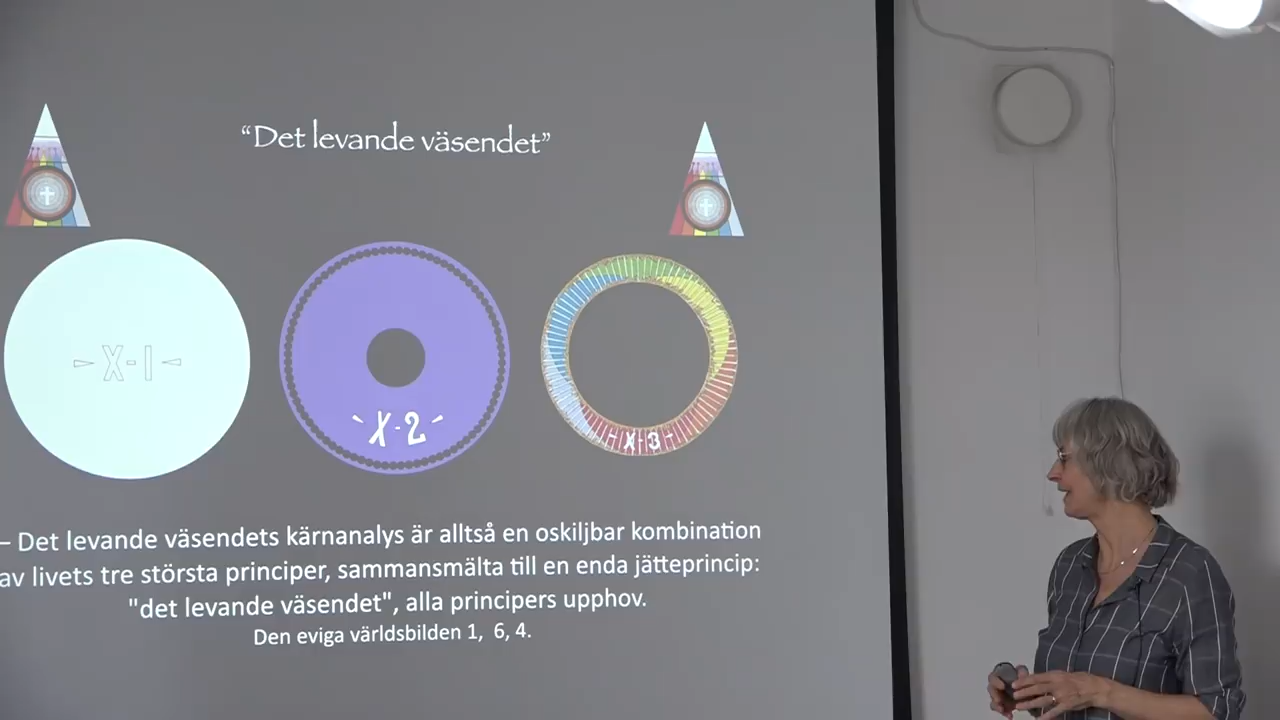 “Det levande väsendet”
X-1
X-2
X-3
– Det levande väsendets kärnanalys är alltså en oskiljbar kombination
av livets tre största principer, sammansmälta till en enda jätteprincip:
"det levande väsendet", alla principers upphov.
Den eviga världsbilden 1, 6, 4.